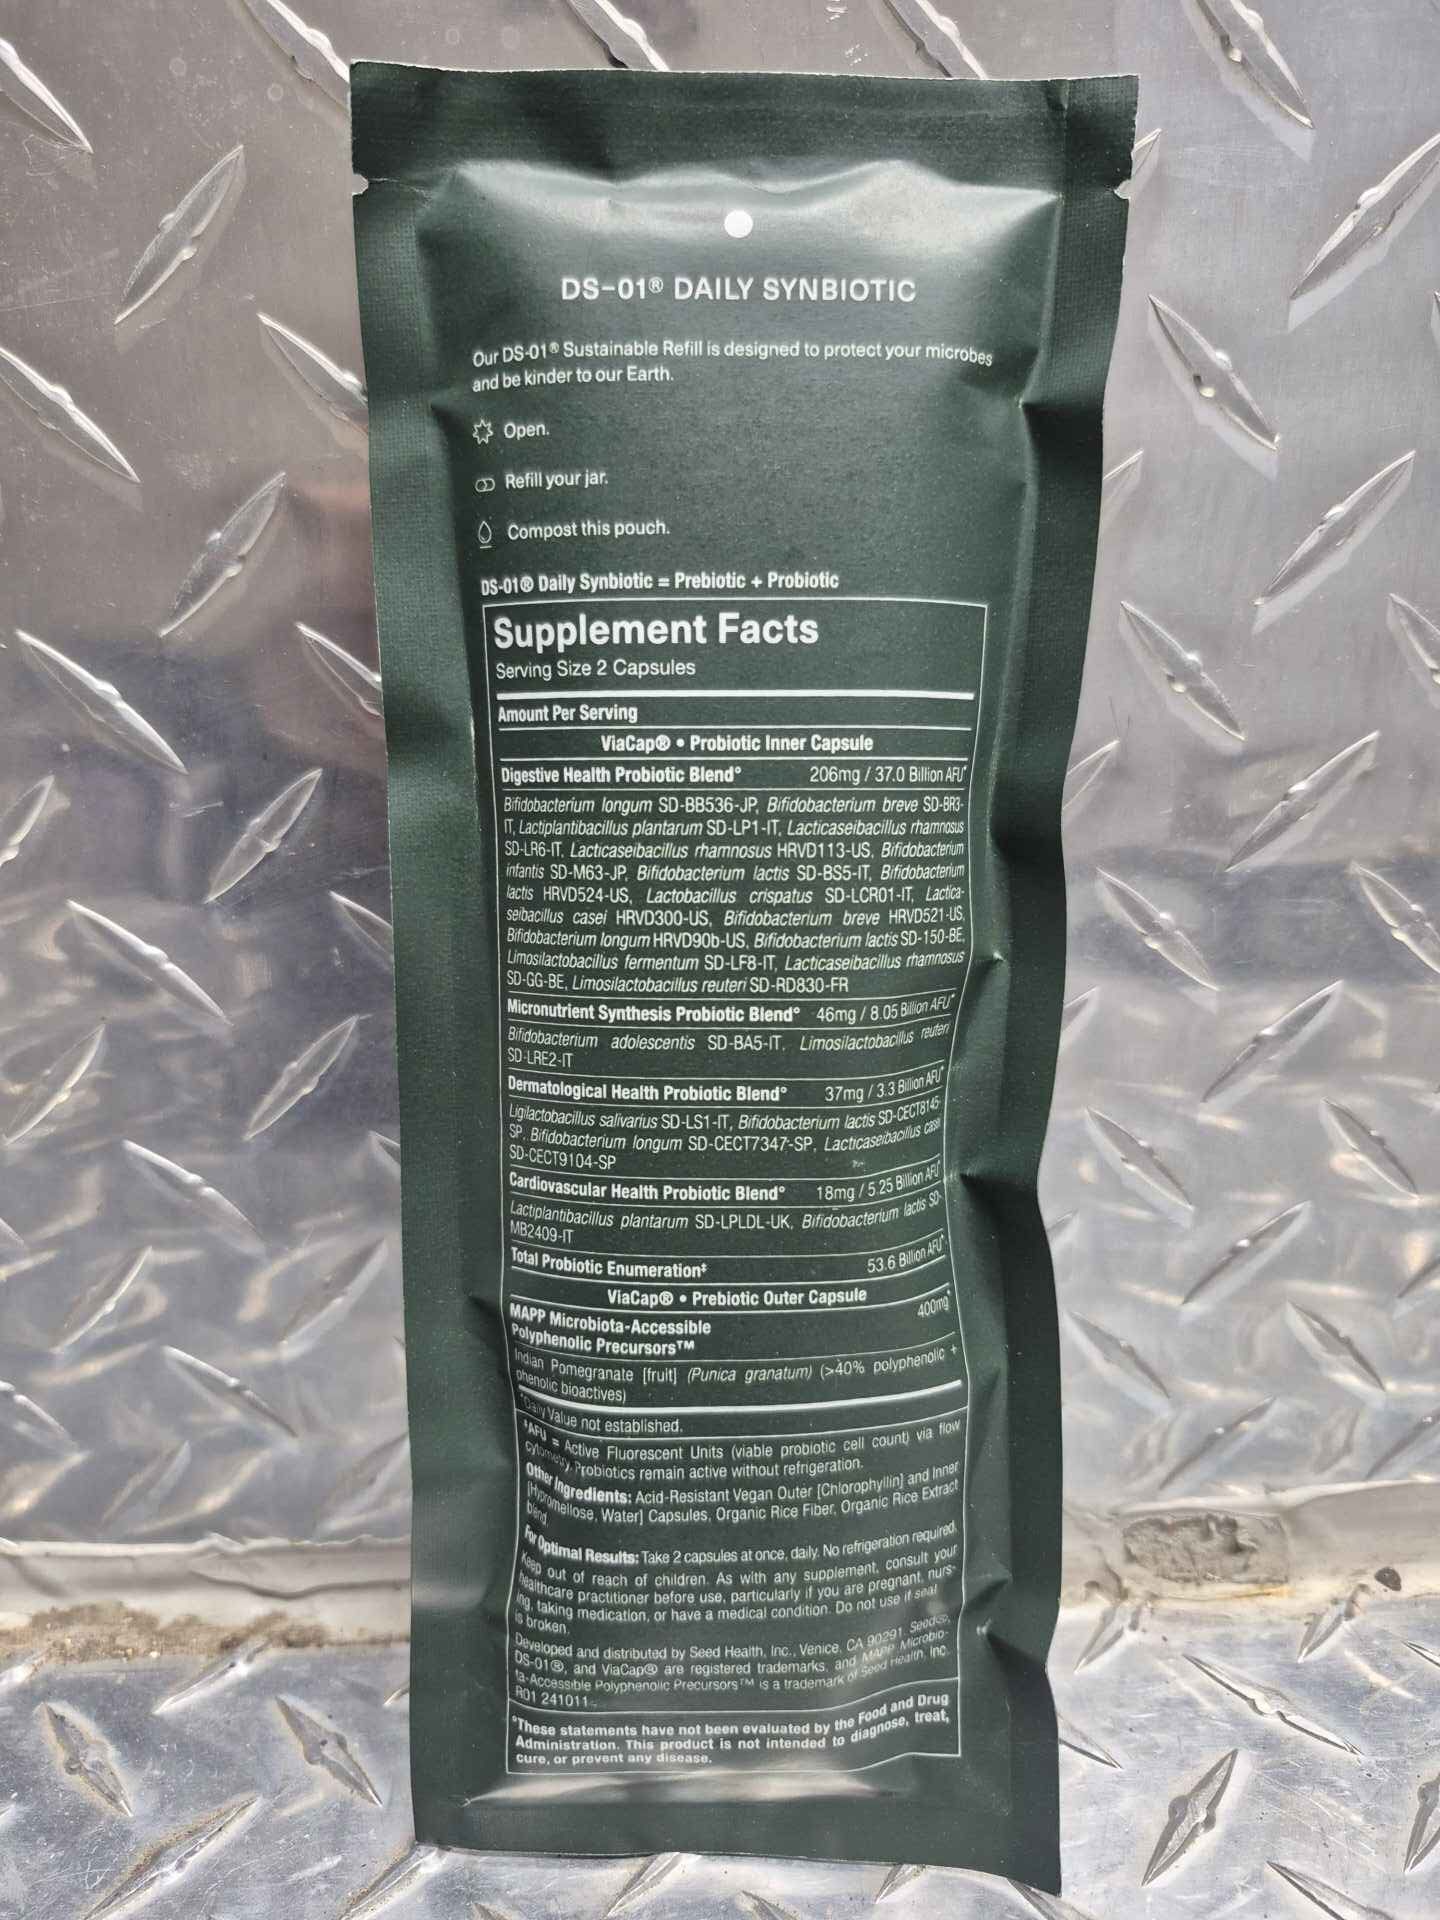 DS-01® DAILY SYNBIOTIC
Our DS-01® Sustainable Refill is designed to protect your microbes
and be kinder to our Earth.
Open.
Refill your jar.
Compost this pouch.
DS-01® Daily Synbiotic = Prebiotic + Probiotic
Supplement Facts
Serving Size 2 Capsules
Amount Per Serving
ViaCap® • Probiotic Inner Capsule
Digestive Health Probiotic Blend° 206mg / 37.0 Billion AFU*
Bifidobacterium longum SD-BB536-JP, Bifidobacterium breve SD-BR3-
IT, Lactiplantibacillus plantarum SD-LP1-IT, Lacticaseibacillus rhamnosus
SD-LR6-IT, Lacticaseibacillus rhamnosus HRVD113-US, Bifidobacterium
infantis SD-M63-JP, Bifidobacterium lactis SD-BS5-IT, Bifidobacterium
lactis HRVD524-US, Lactobacillus crispatus SD-LCR01-IT, Lactica-
seibacillus casei HRVD300-US, Bifidobacterium breve HRVD521-US,
Bifidobacterium longum HRVD90b-US, Bifidobacterium lactis SD-150-BE,
Limosilactobacillus fermentum SD-LF8-IT, Lacticaseibacillus rhamnosus
SD-GG-BE, Limosilactobacillus reuteri SD-RD830-FR
Micronutrient Synthesis Probiotic Blend° 46mg / 8.05 Billion AFU*
Bifidobacterium adolescentis SD-BA5-IT, Limosilactobacillus reuteri
SD-LRE2-IT
Dermatological Health Probiotic Blend° 37mg / 3.3 Billion AFU*
Ligilactobacillus salivarius SD-LS1-IT, Bifidobacterium lactis SD-CECT8145-
SP, Bifidobacterium longum SD-CECT7347-SP, Lacticaseibacillus casei
SD-CECT9104-SP
Cardiovascular Health Probiotic Blend° 18mg / 5.25 Billion AFU*
Lactiplantibacillus plantarum SD-LPLDL-UK, Bifidobacterium lactis SD-
MB2409-IT
Total Probiotic Enumeration‡ 53.6 Billion AFU*
ViaCap® • Prebiotic Outer Capsule
MAPP Microbiota-Accessible 400mg*
Polyphenolic Precursors™
Indian Pomegranate [fruit] (Punica granatum) (>40% polyphenolic +
phenolic bioactives)
*Daily Value not established.
‡AFU = Active Fluorescent Units (viable probiotic cell count) via flow
cytometry. Probiotics remain active without refrigeration.
Other Ingredients: Acid-Resistant Vegan Outer [Chlorophyllin] and Inner
[Hypromellose, Water] Capsules, Organic Rice Fiber, Organic Rice Extract
blend.
For Optimal Results: Take 2 capsules at once, daily. No refrigeration required.
Keep out of reach of children. As with any supplement, consult your
healthcare practitioner before use, particularly if you are pregnant, nurs-
ing, taking medication, or have a medical condition. Do not use if seal
is broken.
Developed and distributed by Seed Health, Inc., Venice, CA 90291. Seed®,
DS-01®, and ViaCap® are registered trademarks, and MAPP Microbio-
ta-Accessible Polyphenolic Precursors™ is a trademark of Seed Health, Inc.
R01 241011
°These statements have not been evaluated by the Food and Drug
Administration. This product is not intended to diagnose, treat,
cure, or prevent any disease.